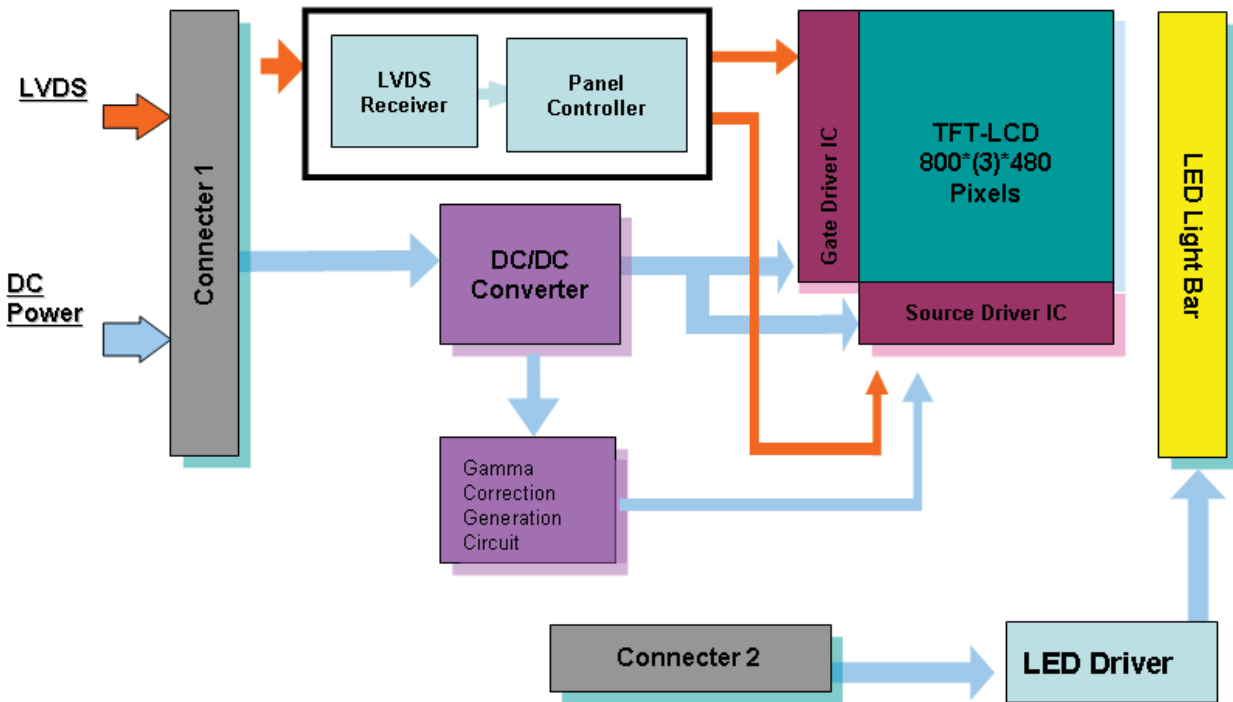 LVDS
DC
Power
Connecter 1
LVDS
Receiver
Panel
Controller
DC/DC
Converter
Gamma
Correction
Generation
Circuit
Gate Driver IC
TFT-LCD
800*(3)*480
Pixels
Source Driver IC
LED Light Bar
Connecter 2
LED Driver